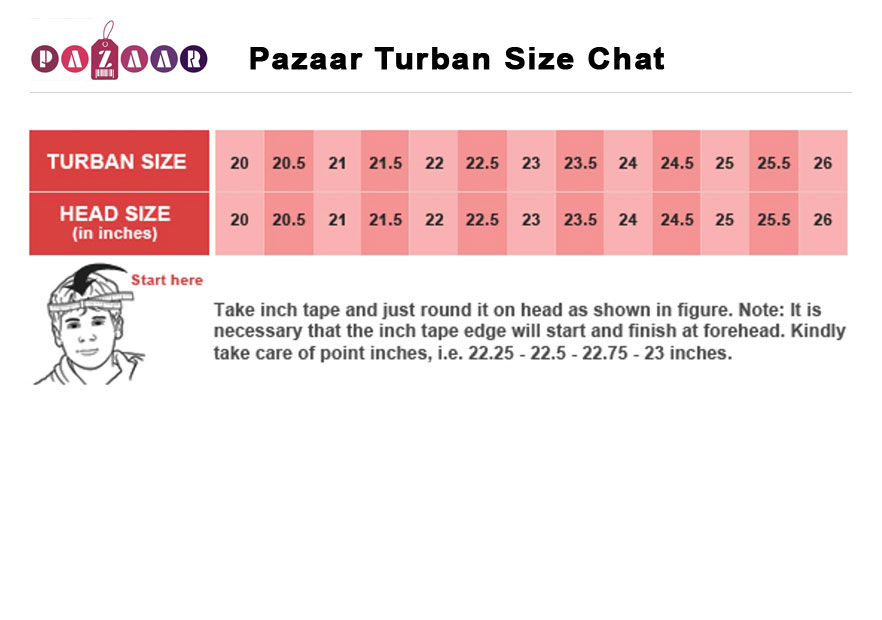 PAZAAR
Pazaar Turban Size Chat
TURBAN SIZE 20 20.5 21 21.5 22 22.5 23 23.5 24 24.5 25 25.5 26
HEAD SIZE 20 20.5 21 21.5 22 22.5 23 23.5 24 24.5 25 25.5 26
(in inches)
Start here
Take inch tape and just round it on head as shown in figure. Note: It is
necessary that the inch tape edge will start and finish at forehead. Kindly
take care of point inches, i.e. 22.25 - 22.5 - 22.75 - 23 inches.